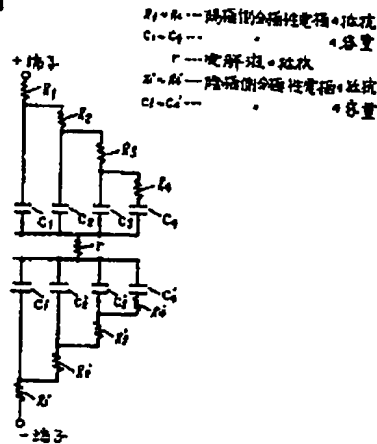 R₁~R₄ --- 陽極側分極性電極の抵抗
C₁~C₄ --- 〃 の容量
r --- 電解液の抵抗
R₁'~R₄' --- 陰極側分極性電極の抵抗
C₁'~C₄' --- 〃 の容量
+端子
R₁
R₂
R₃
R₄
C₁
C₂
C₃
C₄
r
C₁'
C₂'
C₃'
C₄'
R₄'
R₃'
R₂'
R₁'
-端子